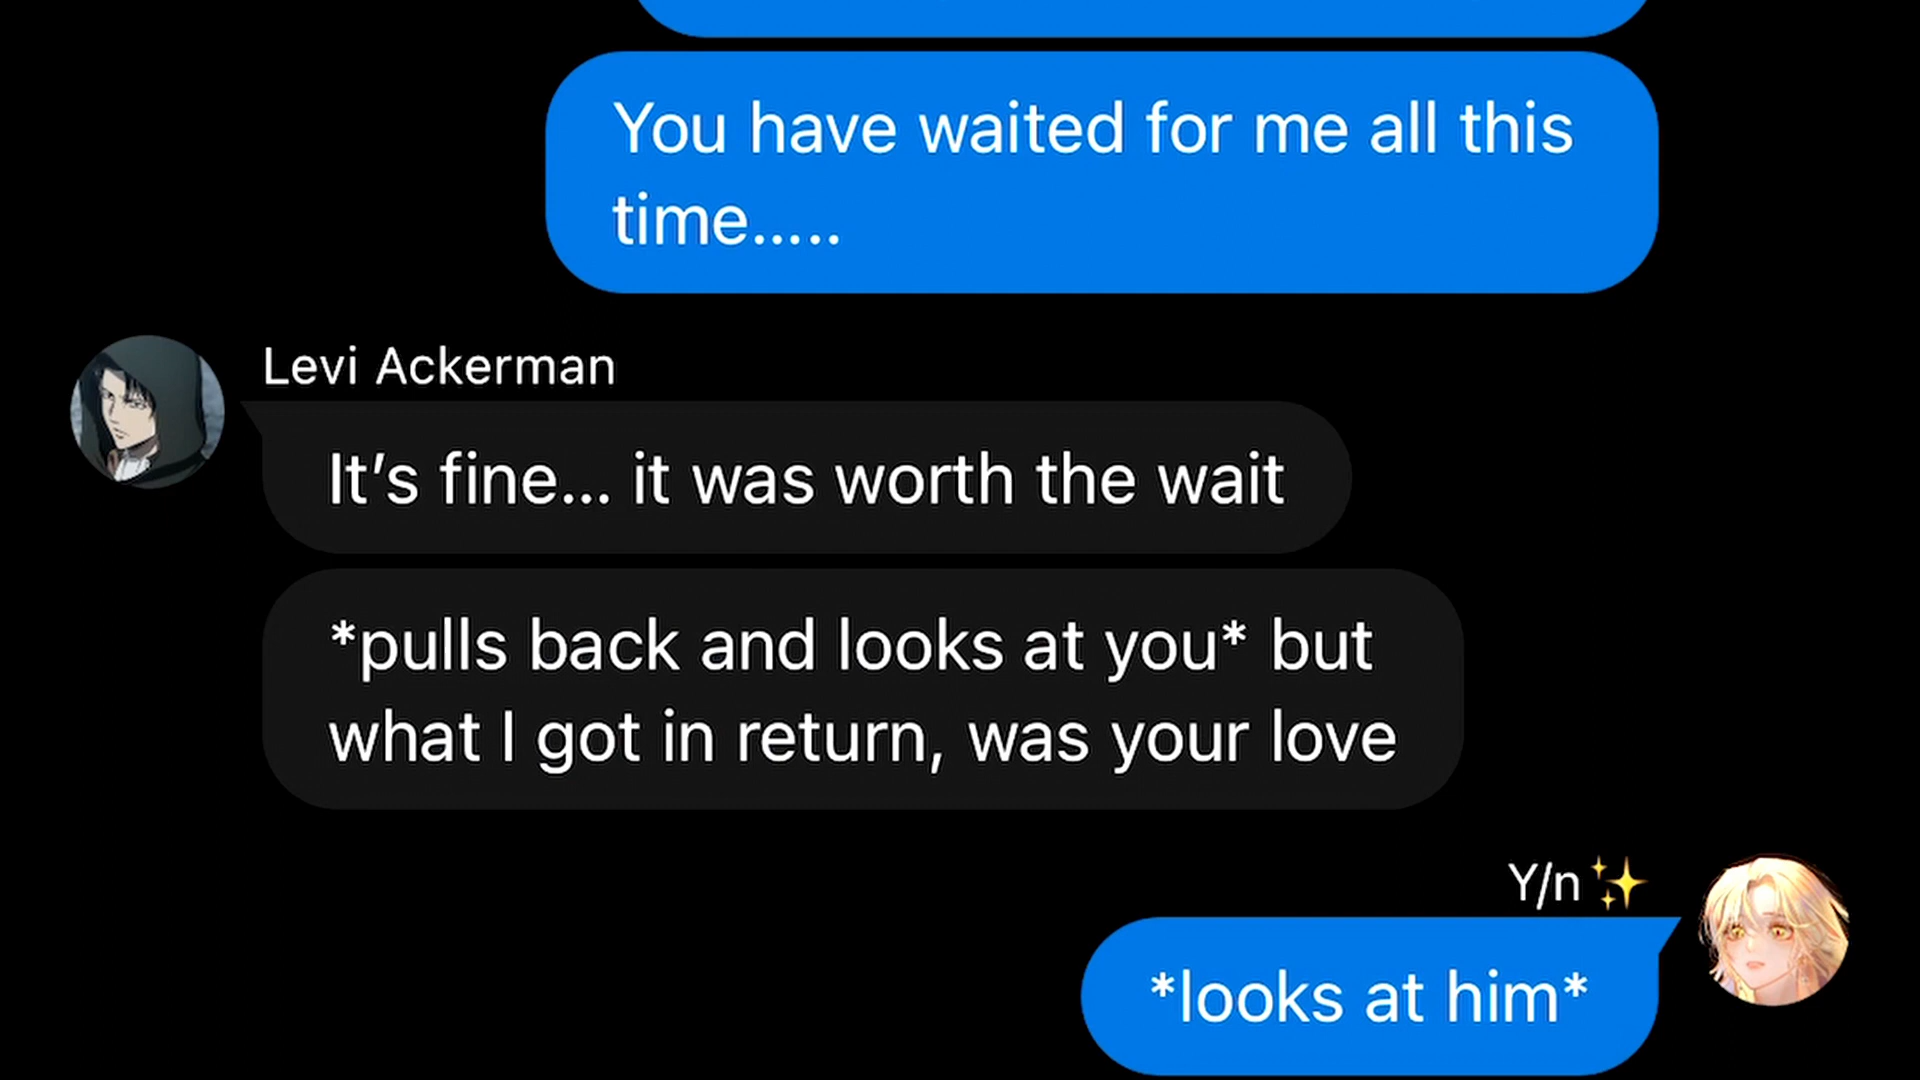 You have waited for me all this
time.....
Levi Ackerman
It’s fine... it was worth the wait
*pulls back and looks at you* but
what I got in return, was your love
Y/n✨
*looks at him*